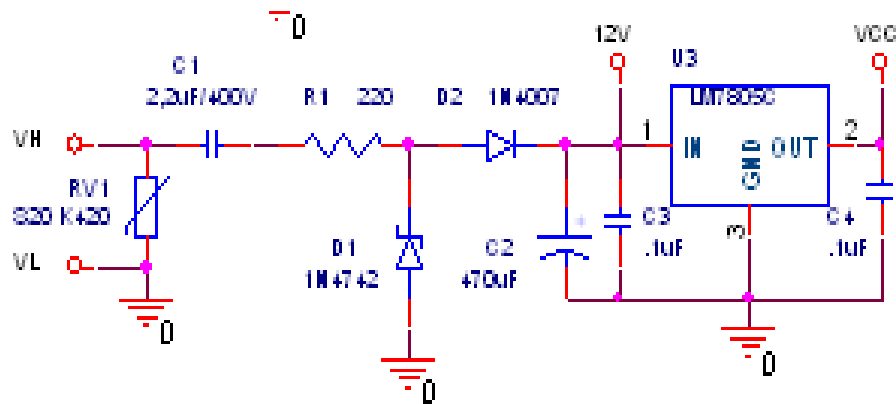 0
12V
VCC
C1
U3
2,2uF/400V
R1 220
D2 1N4007
LM7805C
VH
1
IN
GND
OUT
2
RV1
S20 K420
C3
C4
D1
C2
3
.1uF
.1uF
VL
1N4742
470uF
0
0
0